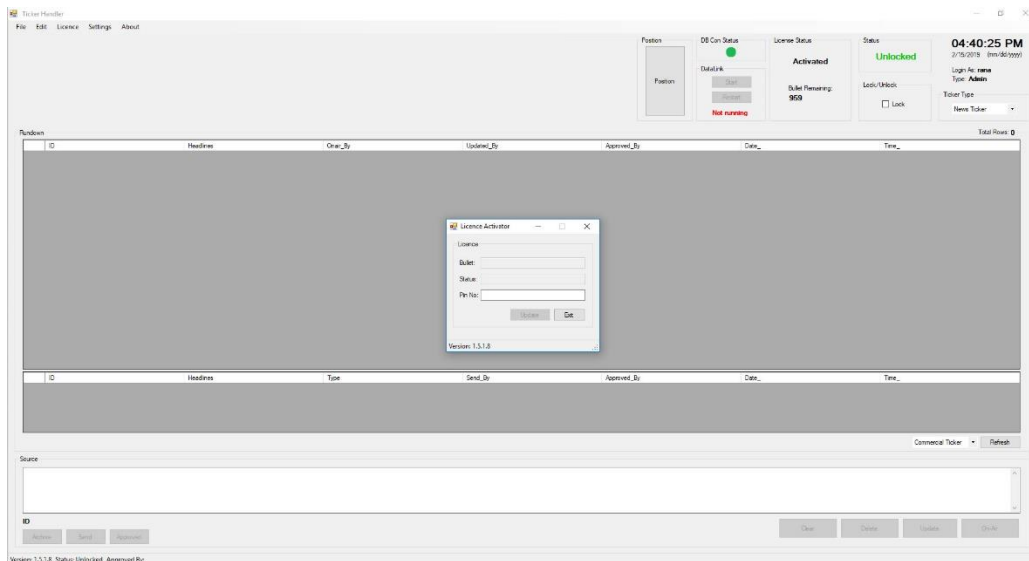 Ticker Handler
File Edit Licence Settings About
Position
Position
DB Con Status
DataLink
Start
Restart
Not running
License Status
Activated
Bullet Remaining:
959
Status
Unlocked
Lock/Unlock
Lock
04:40:25 PM
2/15/2018 (mm/dd/yyyy)
Login As: rana
Type: Admin
Ticker Type
News Ticker
Rundown
Total Rows: 0
ID Headlines Onair_By Updated_By Approved_By Date_ Time_
Licence Activator
Licence
Bullet:
Status:
Pin No:
Update Exit
Version: 1.5.1.8
ID Headlines Type Send_By Approved_By Date_ Time_
Commercial Ticker Refresh
Source
ID
Send Approved
Clear Delete Update On-Air
Version: 1.5.1.8 Status: Unlocked Approved By: